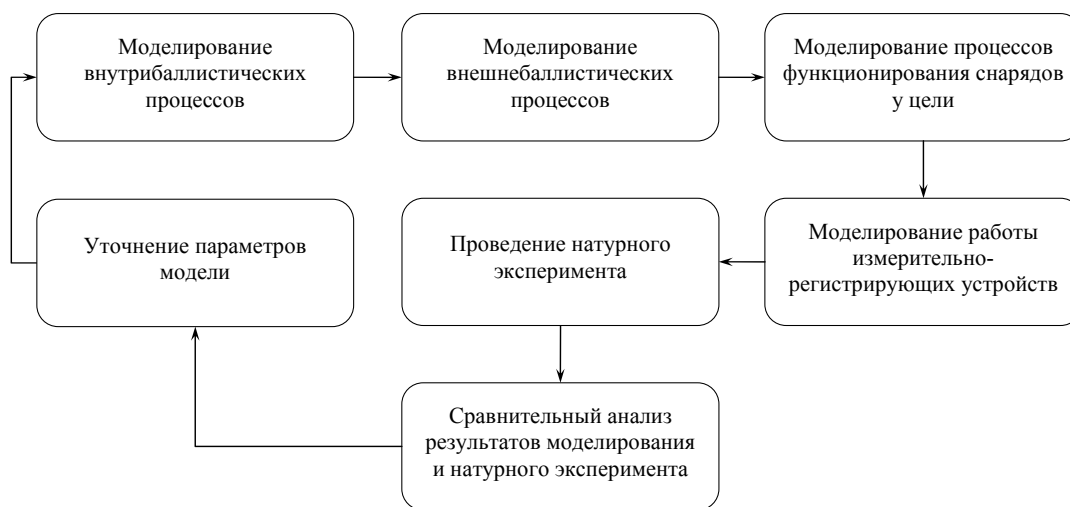 Моделирование
внутрибаллистических
процессов
Моделирование
внешнебаллистических
процессов
Моделирование процессов
функционирования снарядов
у цели
Уточнение параметров
модели
Проведение натурного
эксперимента
Моделирование работы
измерительно-
регистрирующих устройств
Сравнительный анализ
результатов моделирования
и натурного эксперимента